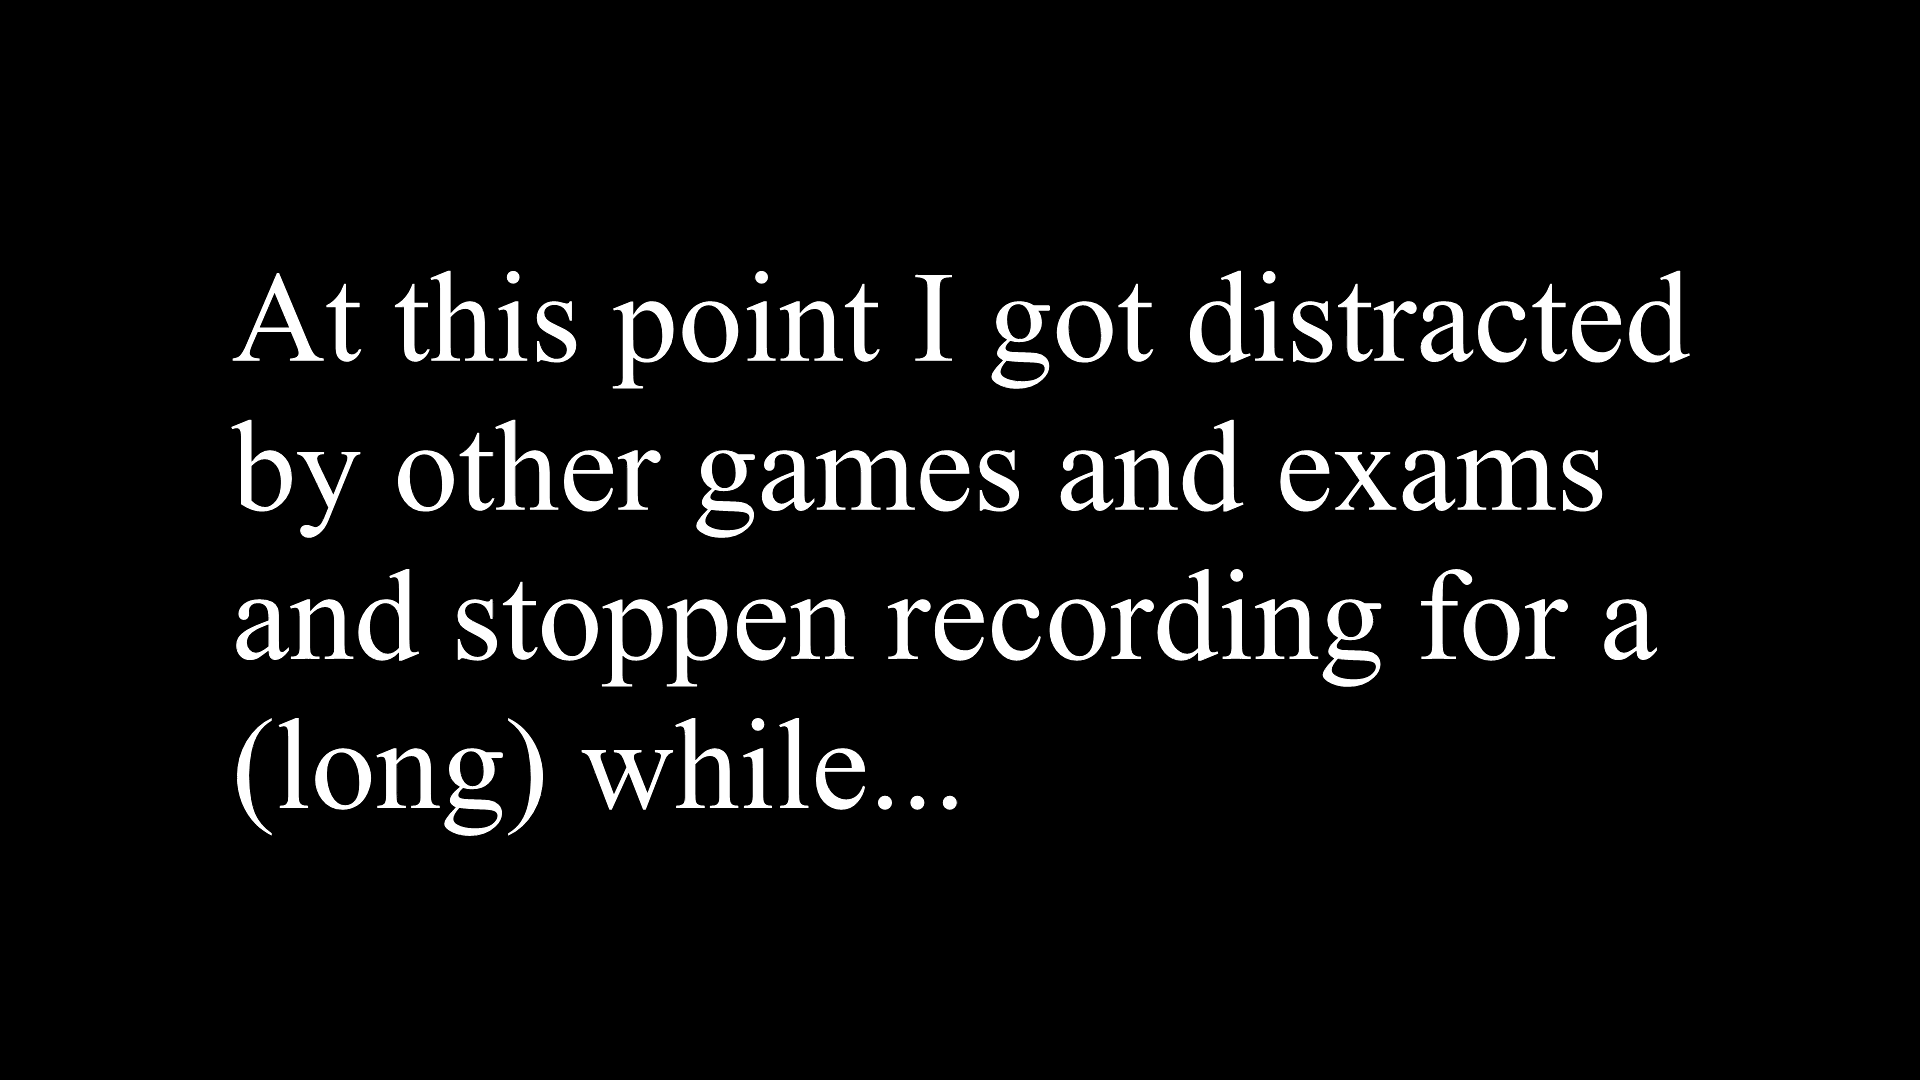 At this point I got distracted
by other games and exams
and stoppen recording for a
(long) while...